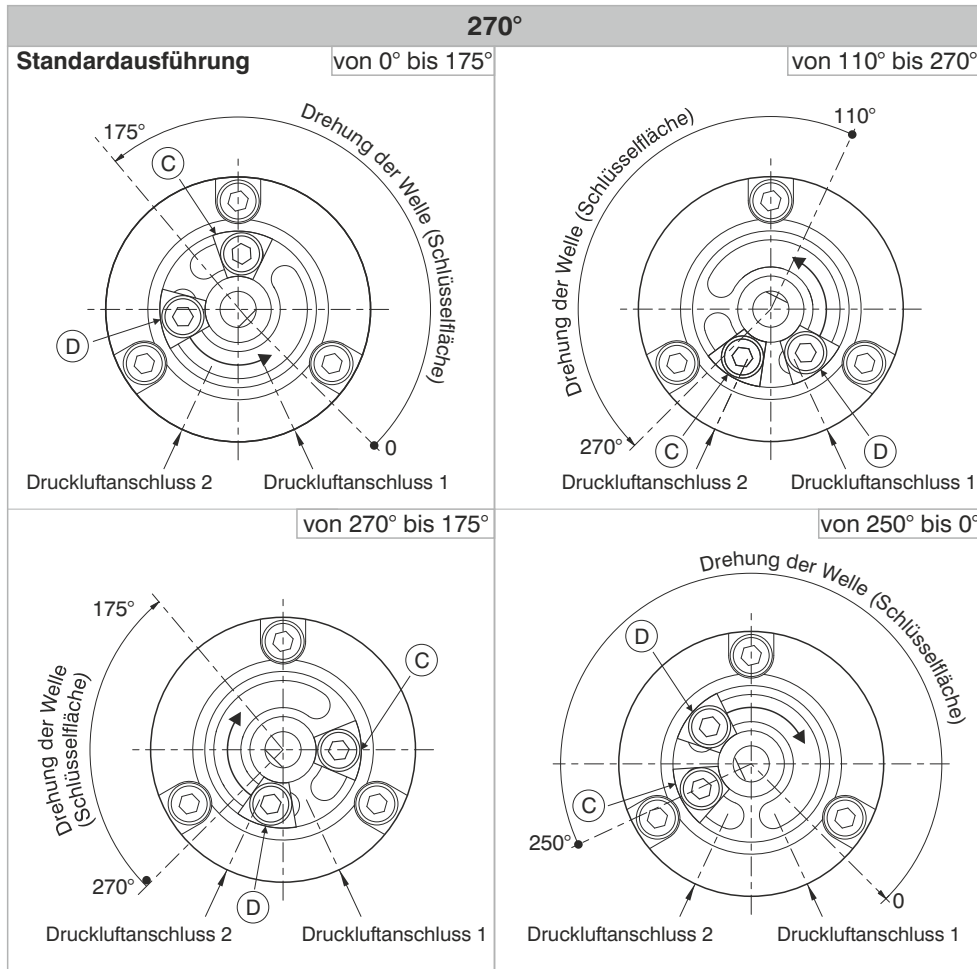 270°
Standardausführung
von 0° bis 175°
175°
Drehung der Welle (Schlüsselfläche)
C
D
0
Druckluftanschluss 2
Druckluftanschluss 1
von 110° bis 270°
110°
Drehung der Welle (Schlüsselfläche)
270°
C
D
Druckluftanschluss 2
Druckluftanschluss 1
von 270° bis 175°
175°
C
Drehung der Welle
(Schlüsselfläche)
270°
D
Druckluftanschluss 2
Druckluftanschluss 1
von 250° bis 0°
Drehung der Welle (Schlüsselfläche)
D
C
250°
0
Druckluftanschluss 2
Druckluftanschluss 1